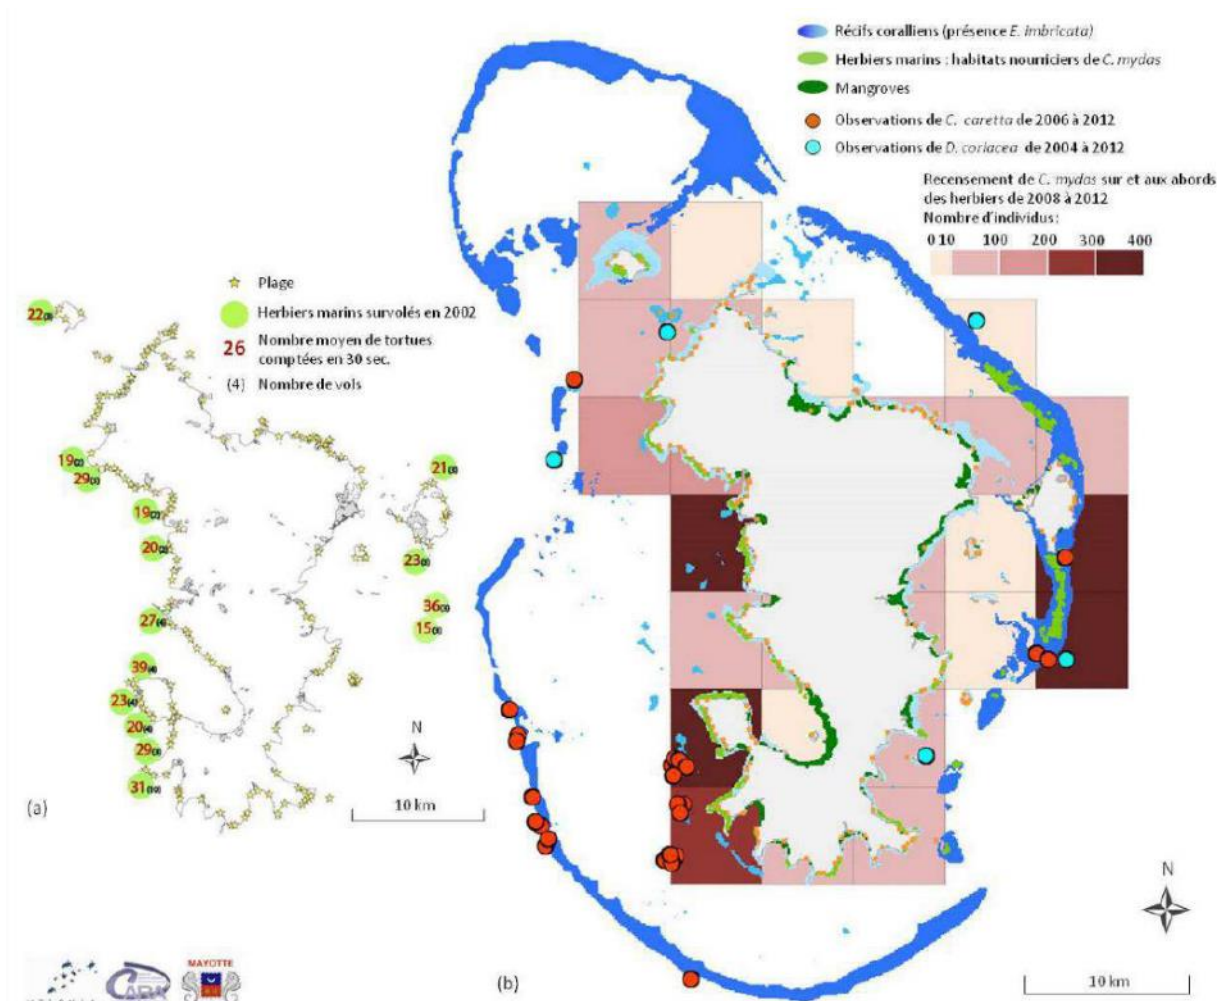 Récifs coralliens (présence E. imbricata)
Herbiers marins : habitats nourriciers de C. mydas
Mangroves
Observations de C. caretta de 2006 à 2012
Observations de D. coriacea de 2004 à 2012
Recensement de C. mydas sur et aux abords
des herbiers de 2008 à 2012
Nombre d'individus:
0 10 100 200 300 400
Plage
Herbiers marins survolés en 2002
26 Nombre moyen de tortues
comptées en 30 sec.
(4) Nombre de vols
22
19
29
21
19
20
23
27
36
15
39
23
20
29
31
N
(a)
10 km
N
(b)
10 km
MAYOTTE